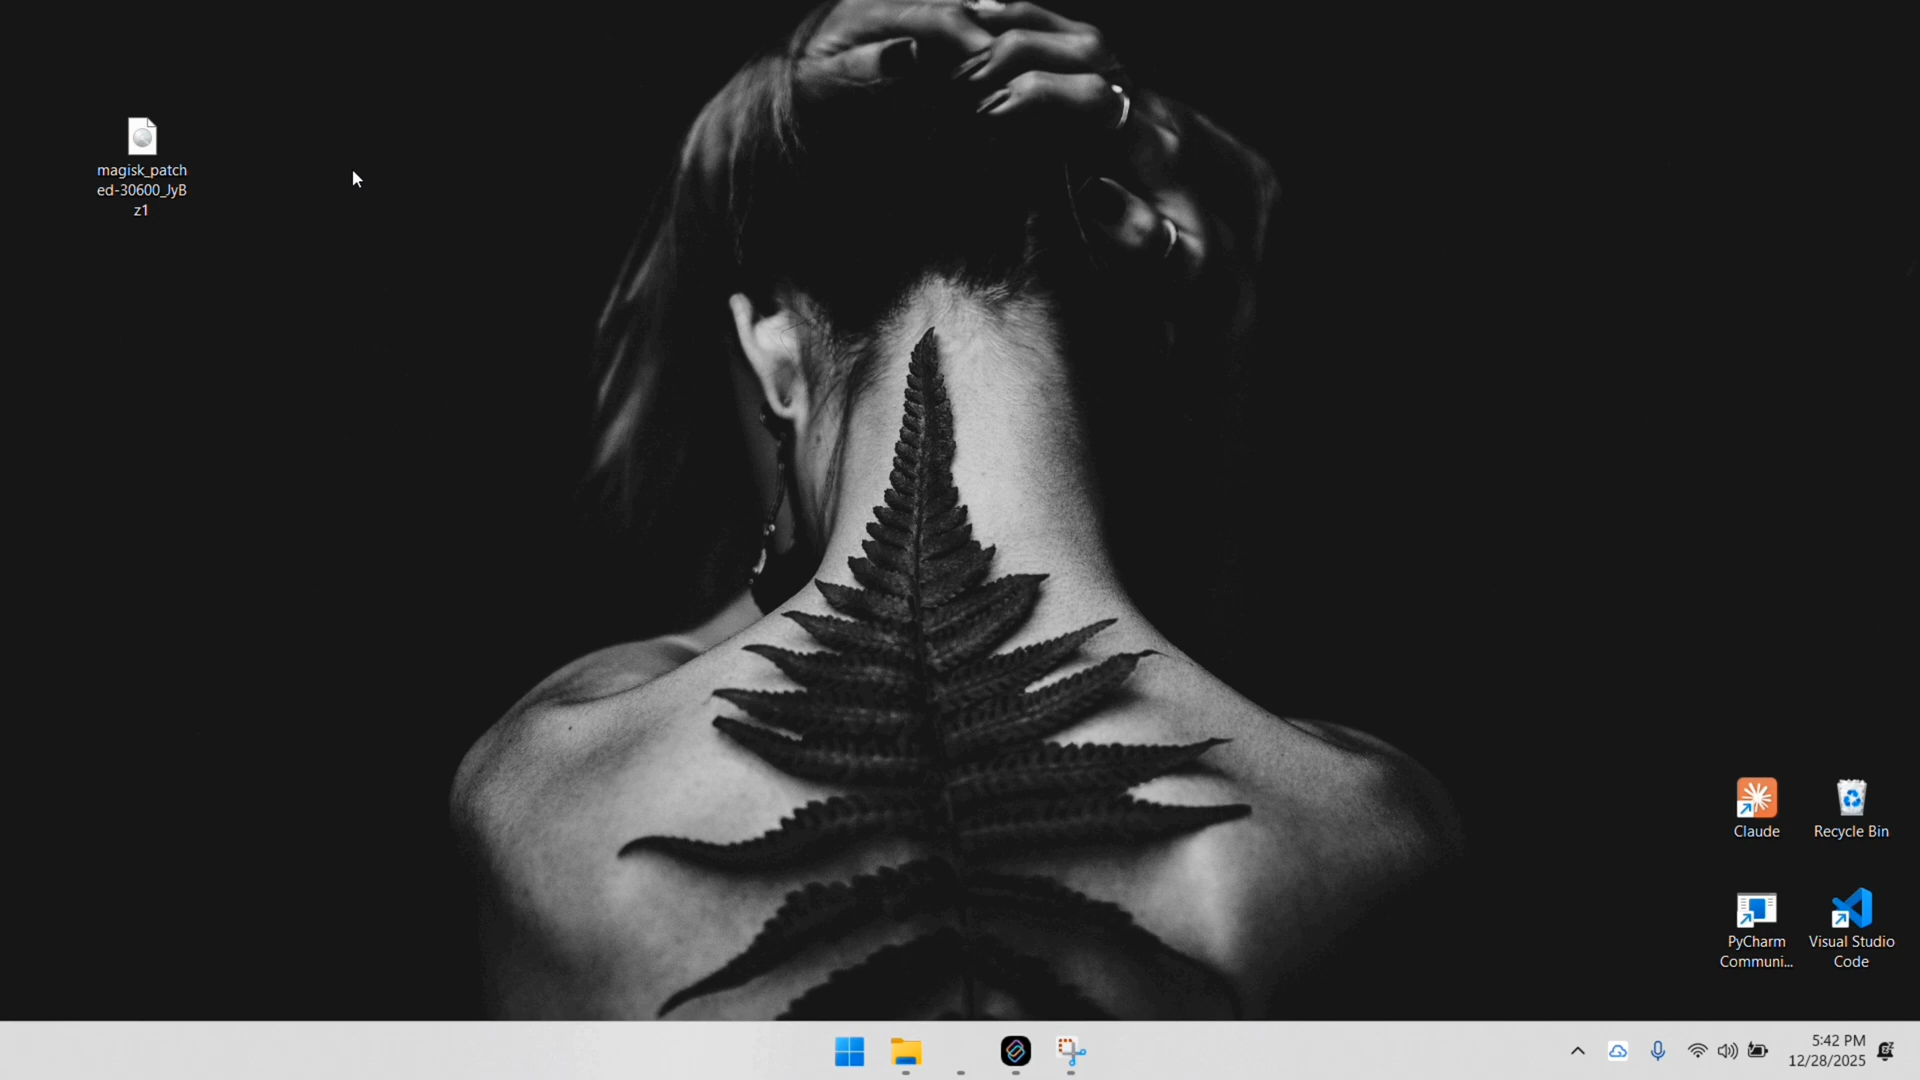 magisk_patch
ed-30600_JyB
z1
Claude
Recycle Bin
PyCharm
Communi...
Visual Studio
Code
5:42 PM
12/28/2025